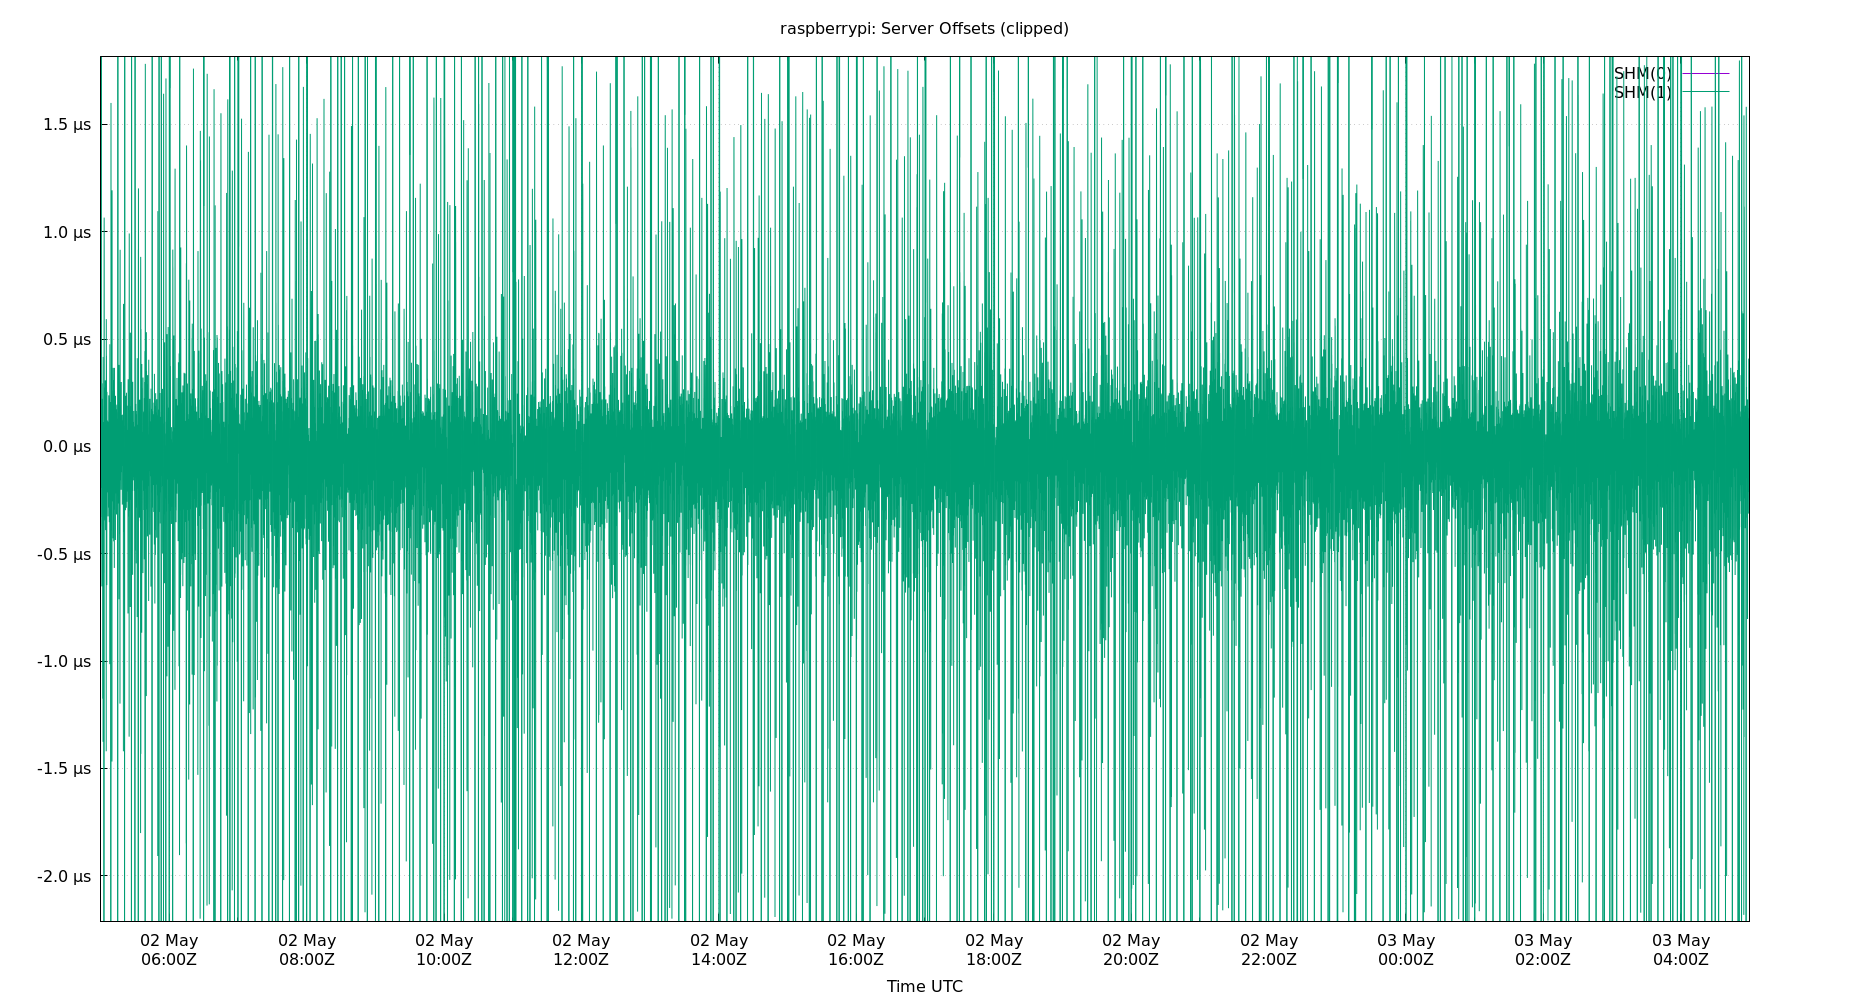 raspberrypi: Server Offsets (clipped)
SHM(0)
SHM(1)
1.5 µs
1.0 µs
0.5 µs
0.0 µs
-0.5 µs
-1.0 µs
-1.5 µs
-2.0 µs
02 May 02 May 02 May 02 May 02 May 02 May 02 May 02 May 02 May 03 May 03 May 03 May
06:00Z 08:00Z 10:00Z 12:00Z 14:00Z 16:00Z 18:00Z 20:00Z 22:00Z 00:00Z 02:00Z 04:00Z
Time UTC